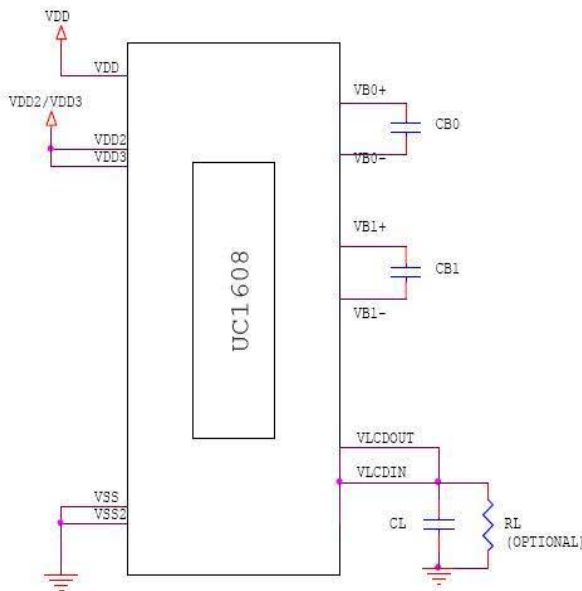 VDD
VDD
VDD2/VDD3
VDD2
VDD3
VB0+
CB0
VB0-
VB1+
CB1
VB1-
UC1608
VLCDOUT
VLCDIN
VSS
VSS2
CL
RL
(OPTIONAL)